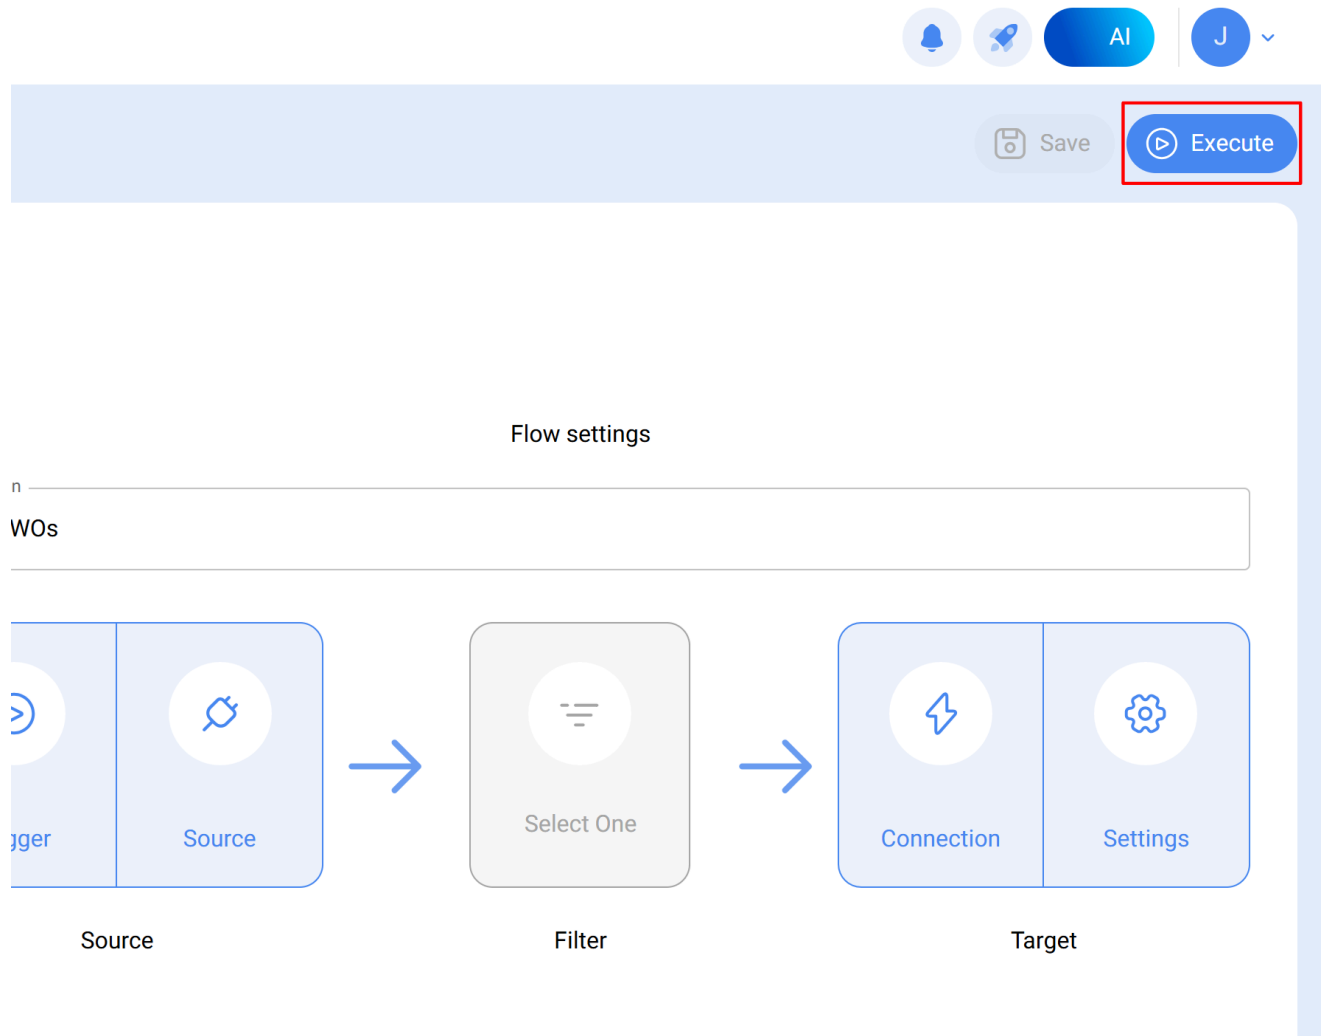 AI
J
Save
Execute
Flow settings
n
WOs
gger
Source
Select One
Connection
Settings
Source
Filter
Target